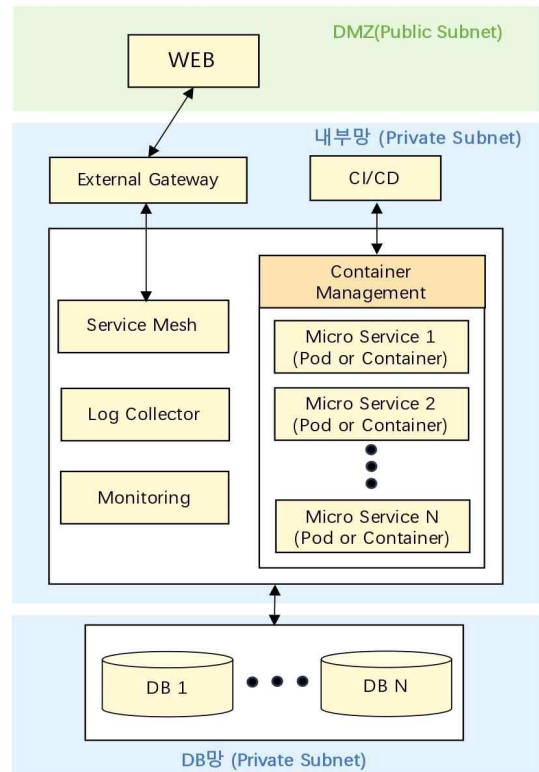 DMZ(Public Subnet)
WEB
내부망 (Private Subnet)
External Gateway
CI/CD
Container
Management
Service Mesh
Micro Service 1
(Pod or Container)
Log Collector
Micro Service 2
(Pod or Container)
Monitoring
Micro Service N
(Pod or Container)
DB 1
DB N
DB망 (Private Subnet)